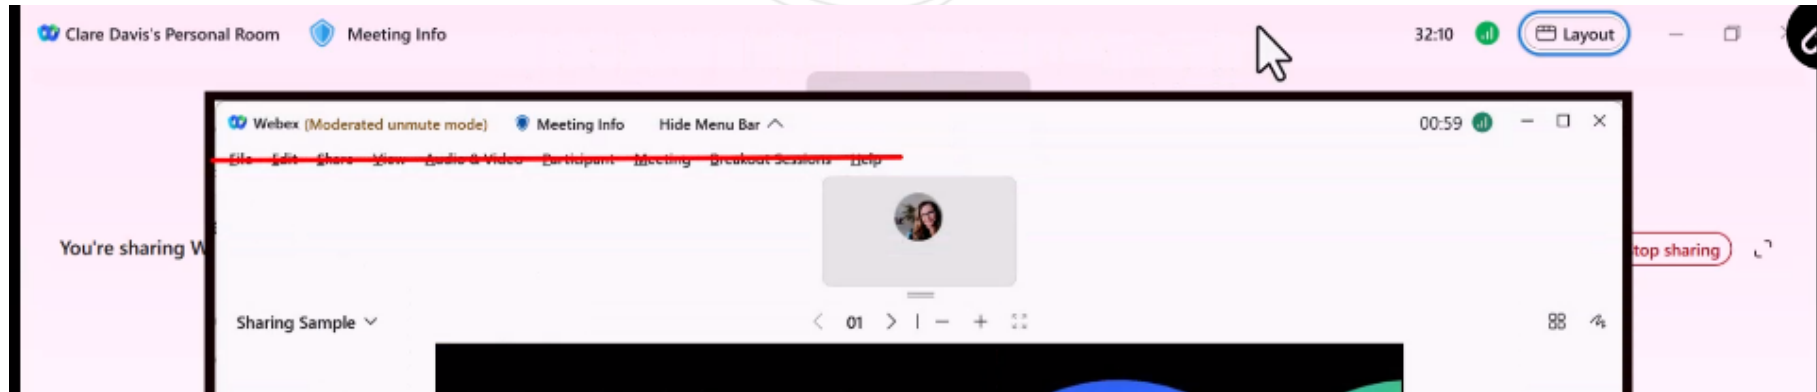 Clare Davis's Personal Room Meeting Info 32:10 Layout
Webex (Moderated unmute mode) Meeting Info Hide Menu Bar 00:59
File Edit Share View Audio & Video Participant Meeting Breakout Sessions Help
You're sharing W top sharing
Sharing Sample 01